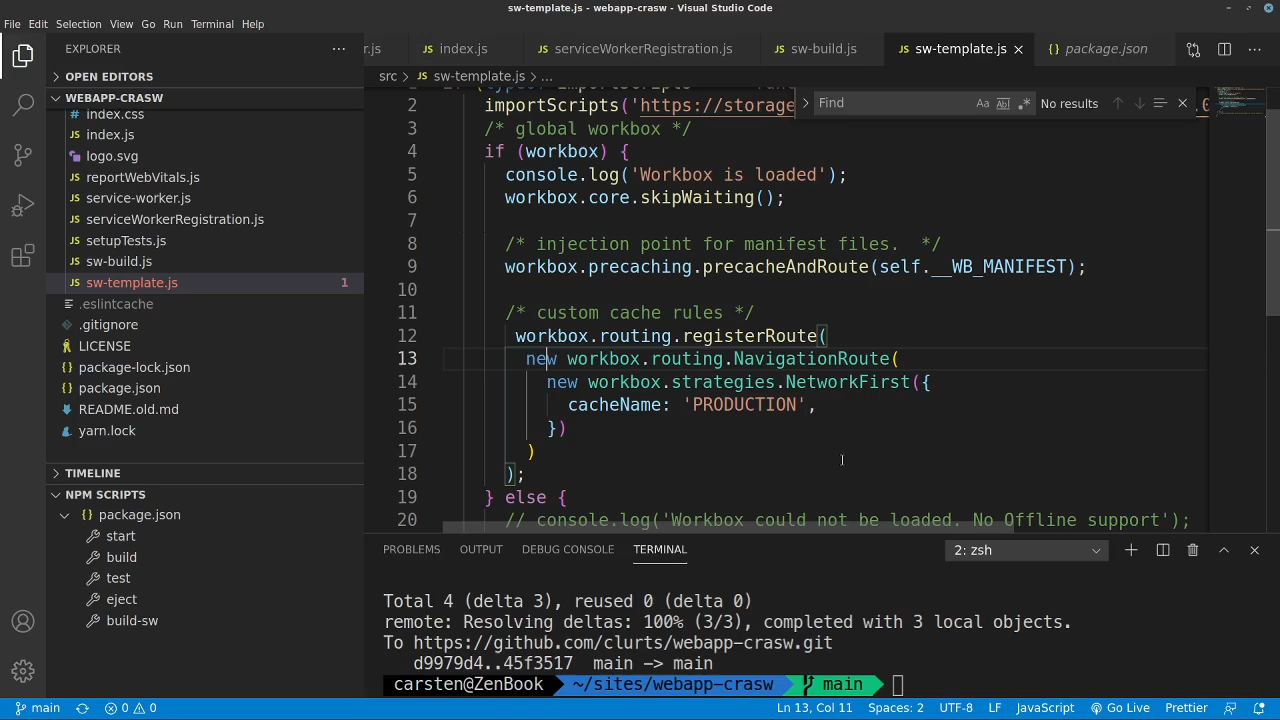 sw-template.js - webapp-crasw - Visual Studio Code
File Edit Selection View Go Run Terminal Help
EXPLORER
r.js index.js serviceWorkerRegistration.js sw-build.js sw-template.js package.json
OPEN EDITORS
src > sw-template.js > ...
WEBAPP-CRASW
index.css
index.js
logo.svg
reportWebVitals.js
service-worker.js
serviceWorkerRegistration.js
setupTests.js
sw-build.js
sw-template.js 1
.eslintcache
.gitignore
LICENSE
package-lock.json
package.json
README.old.md
yarn.lock
TIMELINE
NPM SCRIPTS
package.json
start
build
test
eject
build-sw
Find Aa Ab .* No results
2 importScripts('https://storage
3 /* global workbox */
4 if (workbox) {
5 console.log('Workbox is loaded');
6 workbox.core.skipWaiting();
7
8 /* injection point for manifest files.  */
9 workbox.precaching.precacheAndRoute(self.__WB_MANIFEST);
10
11 /* custom cache rules */
12 workbox.routing.registerRoute(
13 new workbox.routing.NavigationRoute(
14 new workbox.strategies.NetworkFirst({
15 cacheName: 'PRODUCTION',
16 })
17 )
18 );
19 } else {
20 // console.log('Workbox could not be loaded. No Offline support');
PROBLEMS OUTPUT DEBUG CONSOLE TERMINAL 2: zsh
Total 4 (delta 3), reused 0 (delta 0)
remote: Resolving deltas: 100% (3/3), completed with 3 local objects.
To https://github.com/clurts/webapp-crasw.git
d9979d4..45f3517 main -> main
carsten@ZenBook ~/sites/webapp-crasw main
main 0 0 Ln 13, Col 11 Spaces: 2 UTF-8 LF JavaScript Go Live Prettier